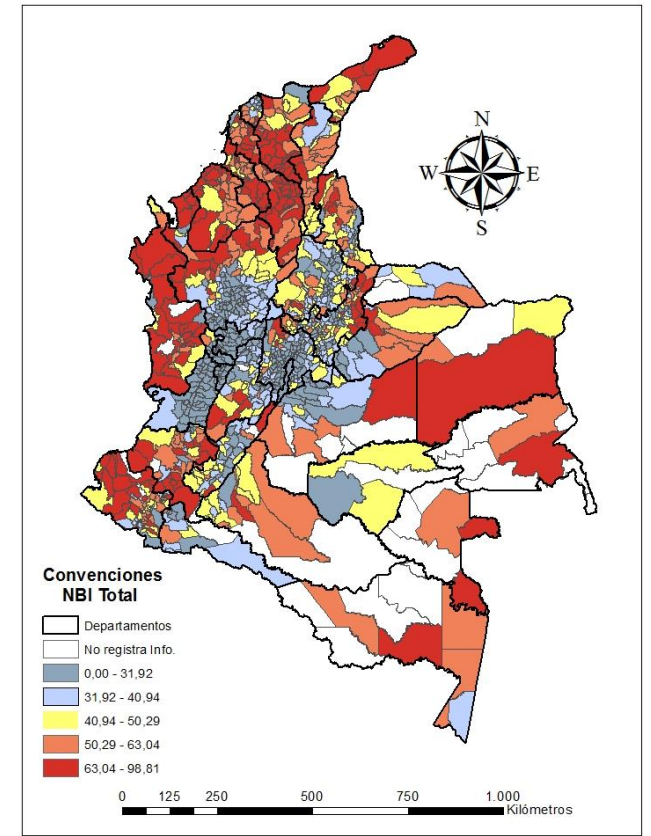 N
W E
S
Convenciones
NBI Total
Departamentos
No registra Info.
0,00 - 31,92
31,92 - 40,94
40,94 - 50,29
50,29 - 63,04
63,04 - 98,81
0 125 250 500 750 1.000
Kilómetros